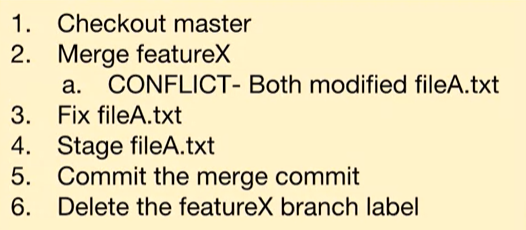 1. Checkout master
2. Merge featureX
a. CONFLICT- Both modified fileA.txt
3. Fix fileA.txt
4. Stage fileA.txt
5. Commit the merge commit
6. Delete the featureX branch label